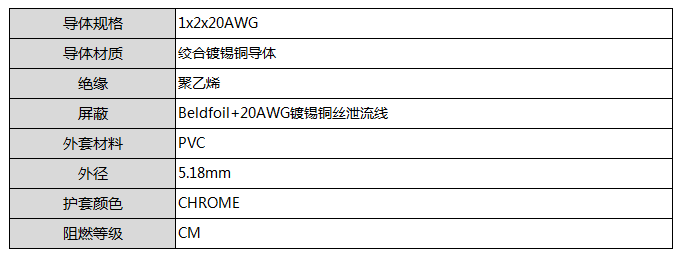 导体规格 1x2x20AWG
导体材质 绞合镀锡铜导体
绝缘 聚乙烯
屏蔽 Beldfoil+20AWG镀锡铜丝泄流线
外套材料 PVC
外径 5.18mm
护套颜色 CHROME
阻燃等级 CM